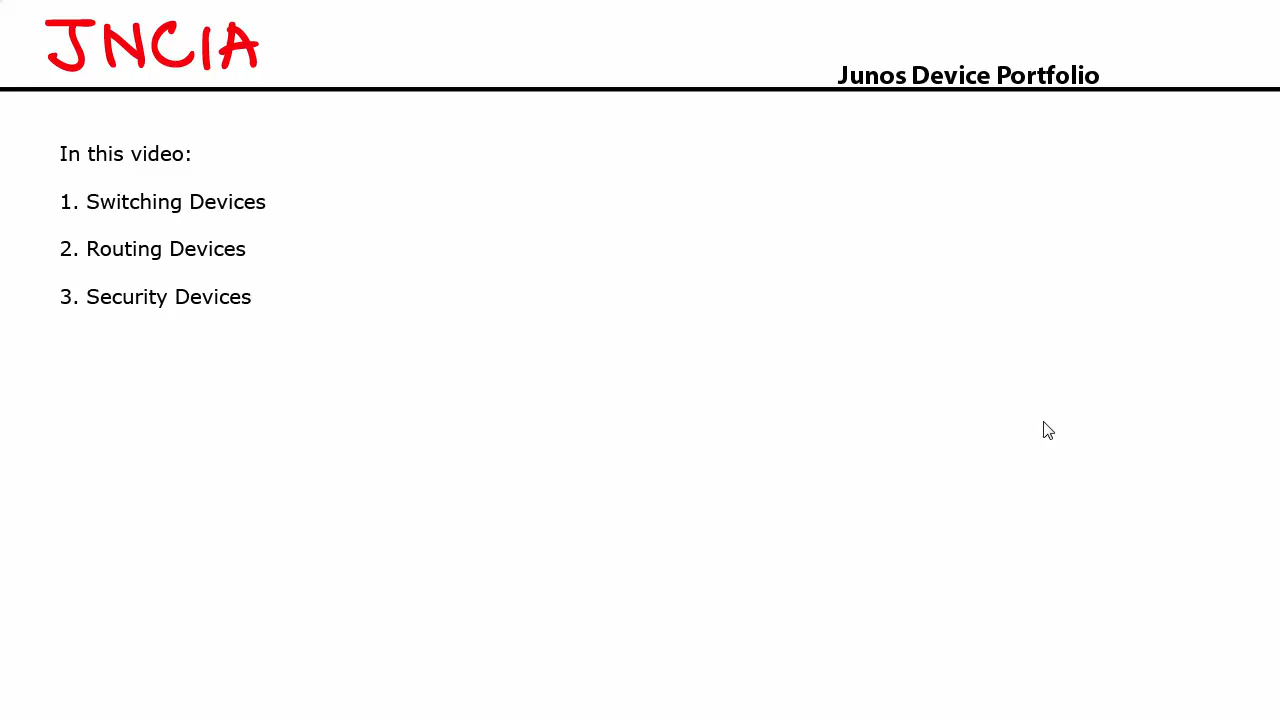 JNCIA
Junos Device Portfolio
In this video:
1. Switching Devices
2. Routing Devices
3. Security Devices